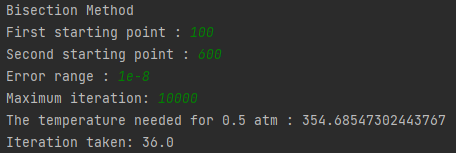 Bisection Method
First starting point : 100
Second starting point : 600
Error range : 1e-8
Maximum iteration: 10000
The temperature needed for 0.5 atm : 354.68547302443767
Iteration taken: 36.0